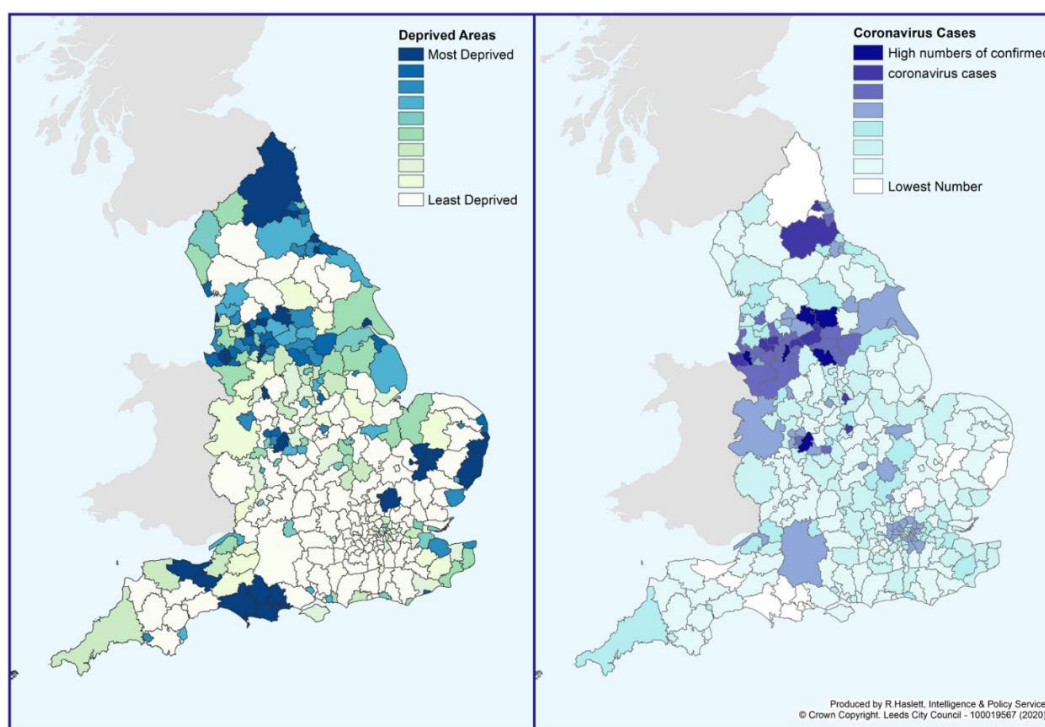 Deprived Areas
Most Deprived
Least Deprived
Coronavirus Cases
High numbers of confirmed
coronavirus cases
Lowest Number
Produced by R.Haslett, Intelligence & Policy Service
© Crown Copyright. Leeds City Council - 100019567 (2020)